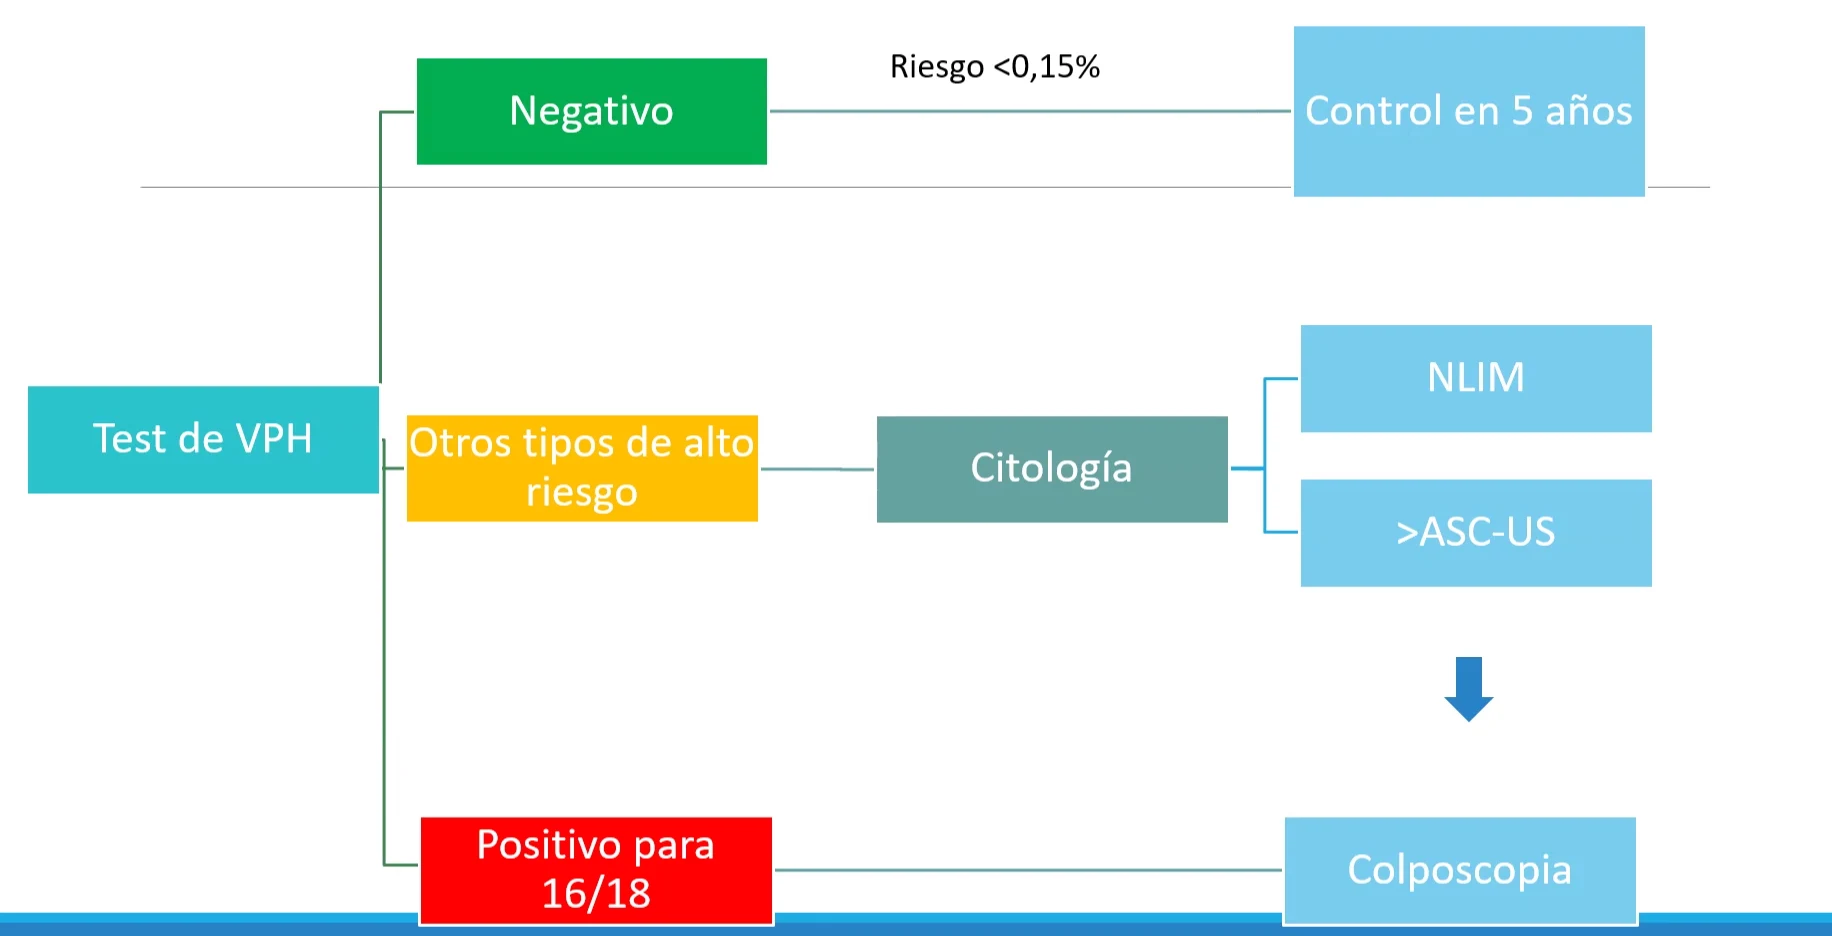 Negativo
Riesgo <0,15%
Control en 5 años
Test de VPH
Otros tipos de alto
riesgo
Citología
NLIM
>ASC-US
Positivo para
16/18
Colposcopia